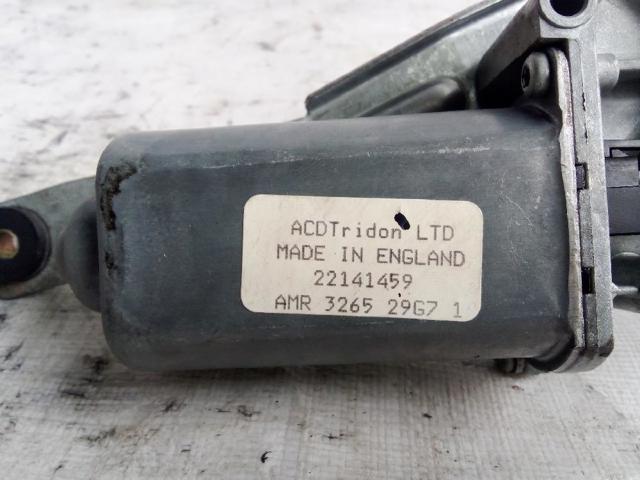 ACDTridon LTD
MADE IN ENGLAND
22141459
AMR 3265 29G7 1